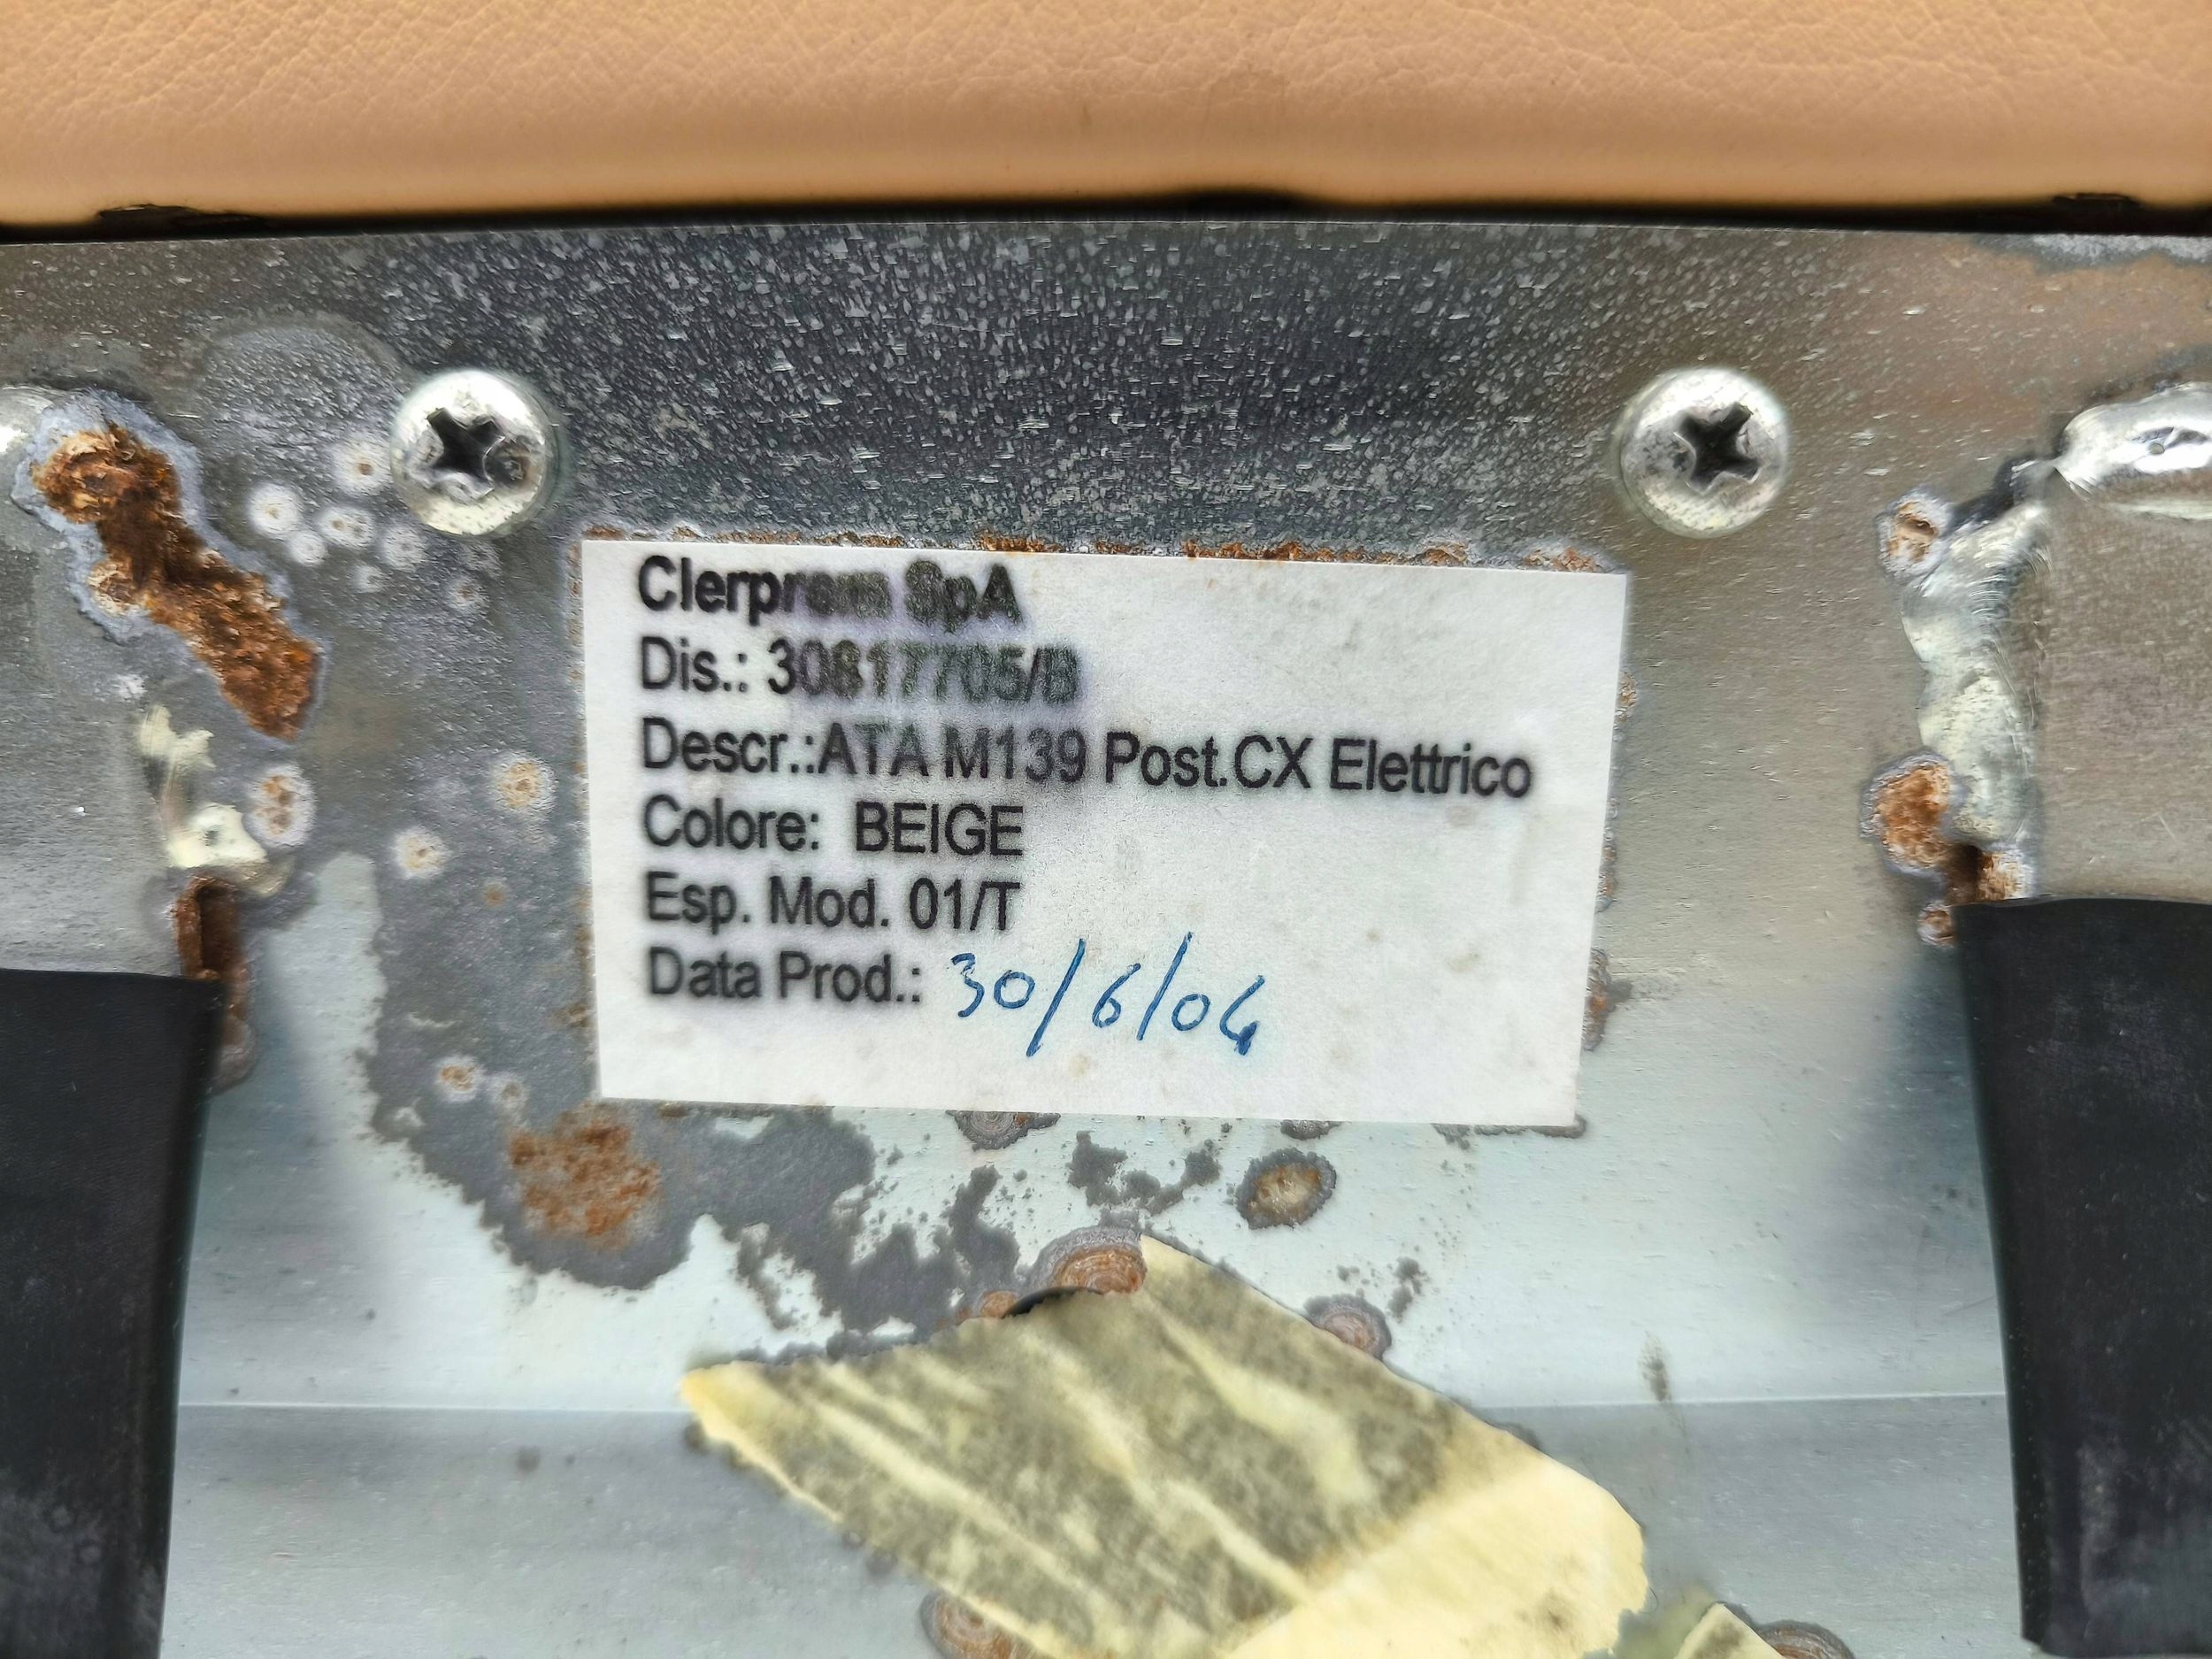 Clerprem SpA
Dis.: 30817705/B
Descr.:ATA M139 Post.CX Elettrico
Colore: BEIGE
Esp. Mod. 01/T
Data Prod.: 30/6/04